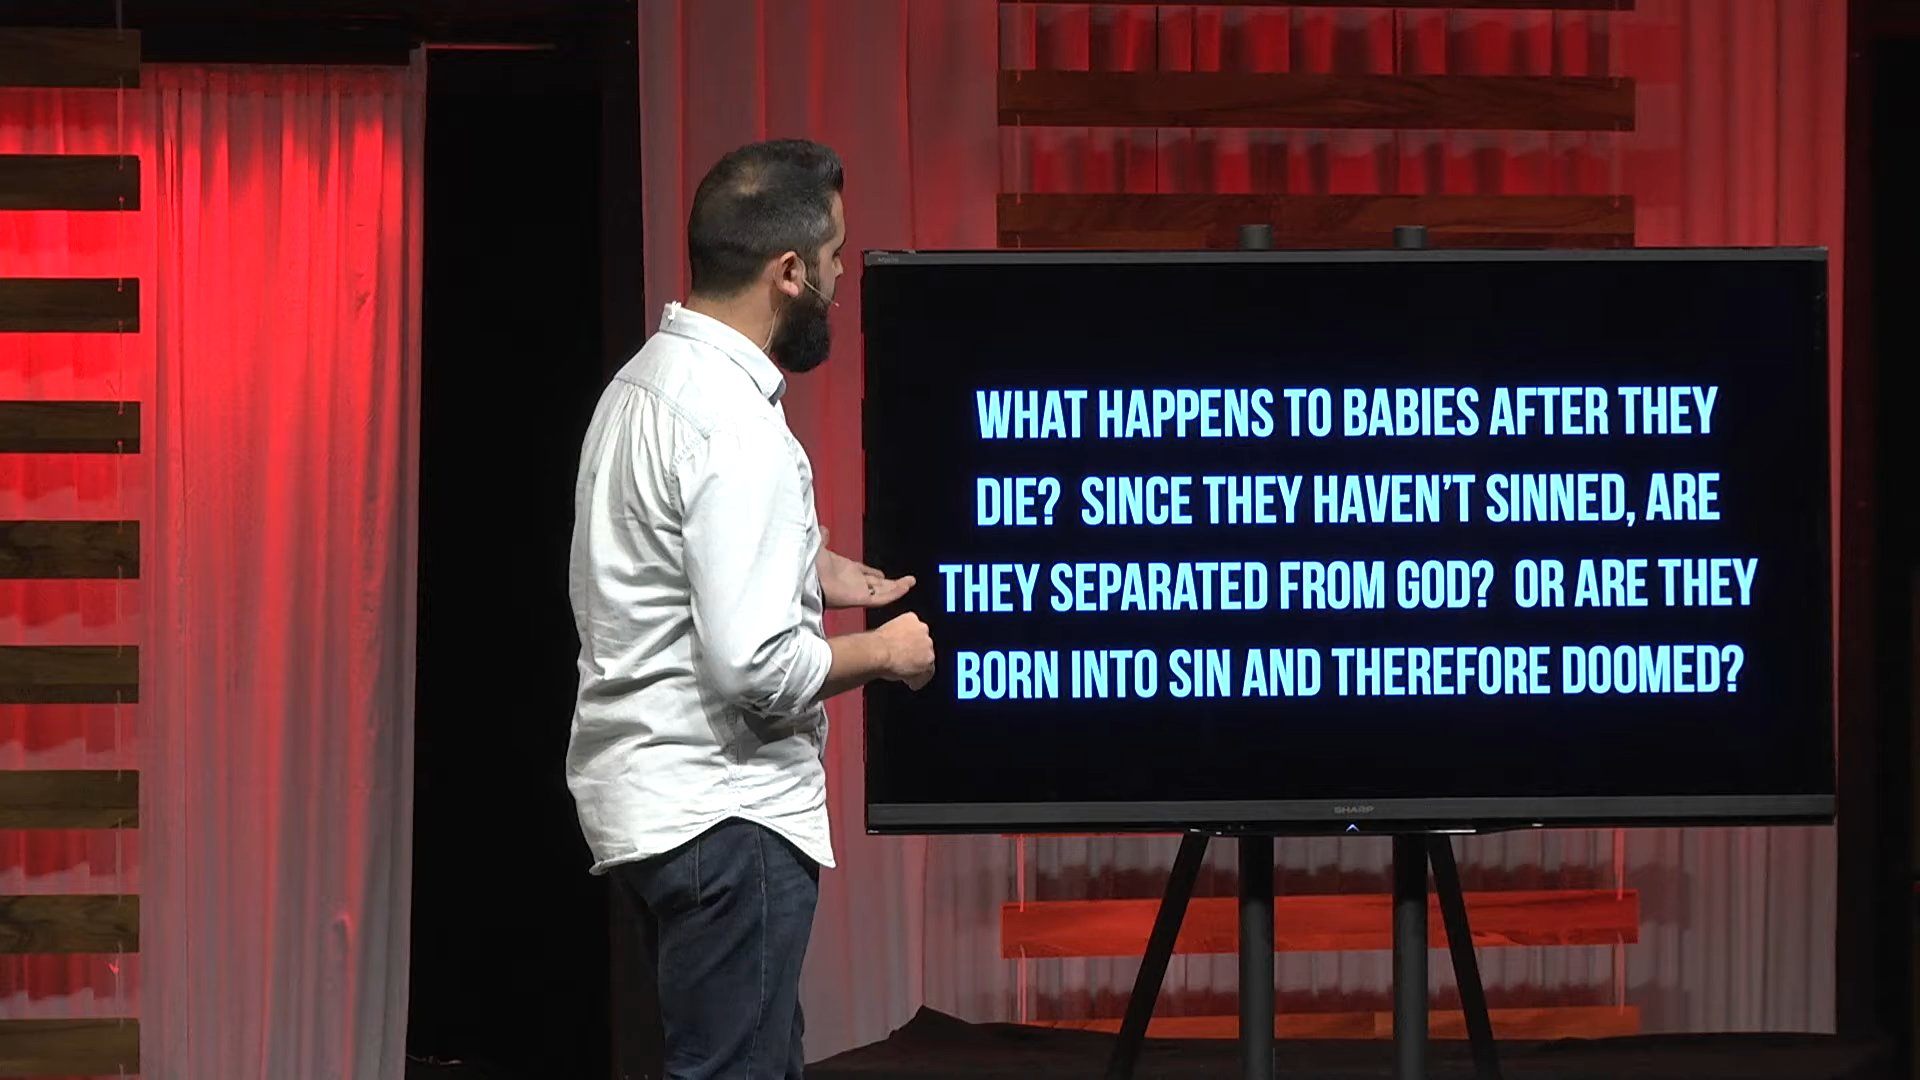 WHAT HAPPENS TO BABIES AFTER THEY
DIE? SINCE THEY HAVEN'T SINNED, ARE
THEY SEPARATED FROM GOD? OR ARE THEY
BORN INTO SIN AND THEREFORE DOOMED?
SHARP